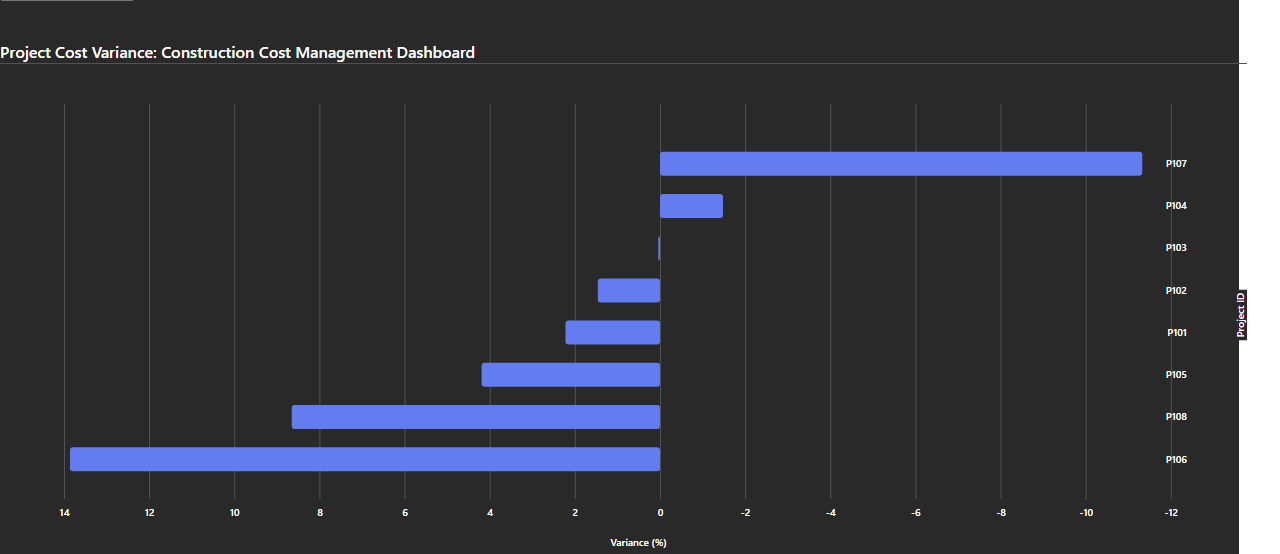 Project Cost Variance: Construction Cost Management Dashboard
P107
P104
P103
P102
P101
P105
P108
P106
Project ID
14 12 10 8 6 4 2 0 -2 -4 -6 -8 -10 -12
Variance (%)